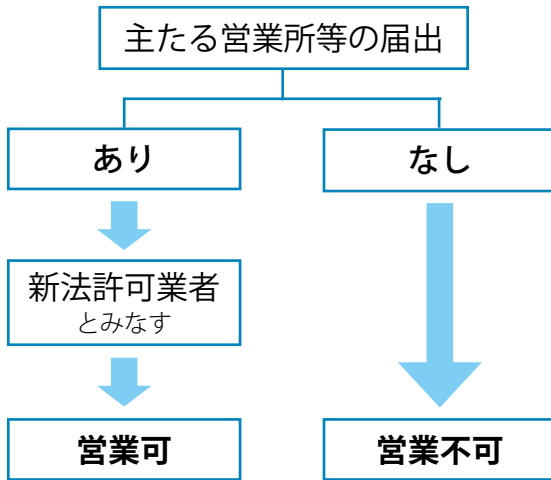 主たる営業所等の届出
あり
なし
新法許可業者
とみなす
営業可
営業不可